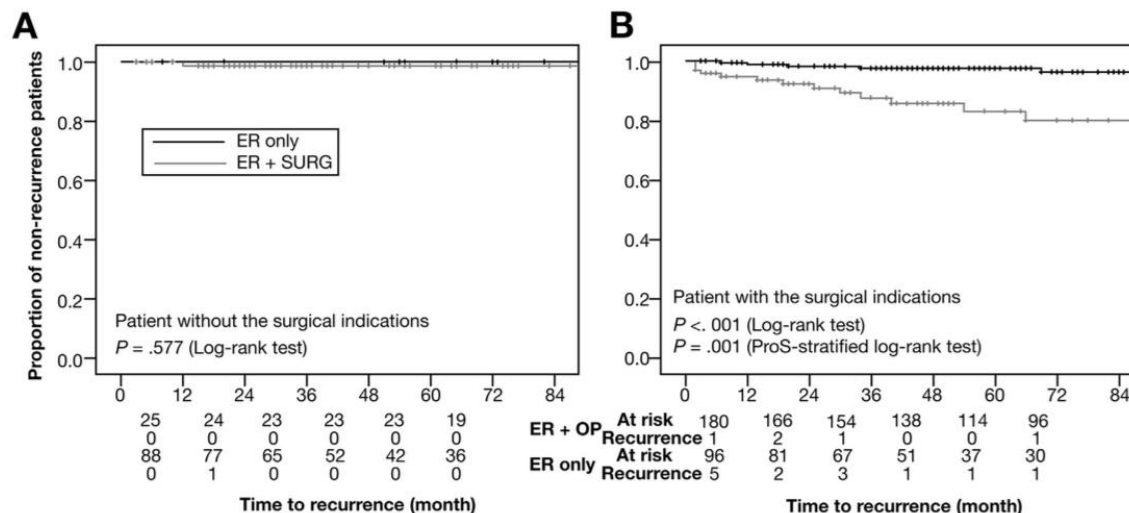 A
B
Proportion of non-recurrence patients
1.0
0.8
0.6
0.4
0.2
0.0
ER only
ER + SURG
Patient without the surgical indications
P = .577 (Log-rank test)
0 12 24 36 48 60 72 84
1.0
0.8
0.6
0.4
0.2
0.0
Patient with the surgical indications
P <. 001 (Log-rank test)
P = .001 (ProS-stratified log-rank test)
0 12 24 36 48 60 72 84
25 24 23 23 23 19 ER + OP At risk 180 166 154 138 114 96
0 0 0 0 0 0 Recurrence 1 2 1 0 0 1
88 77 65 52 42 36 ER only At risk 96 81 67 51 37 30
0 1 0 0 0 0 Recurrence 5 2 3 1 1 1
Time to recurrence (month) Time to recurrence (month)